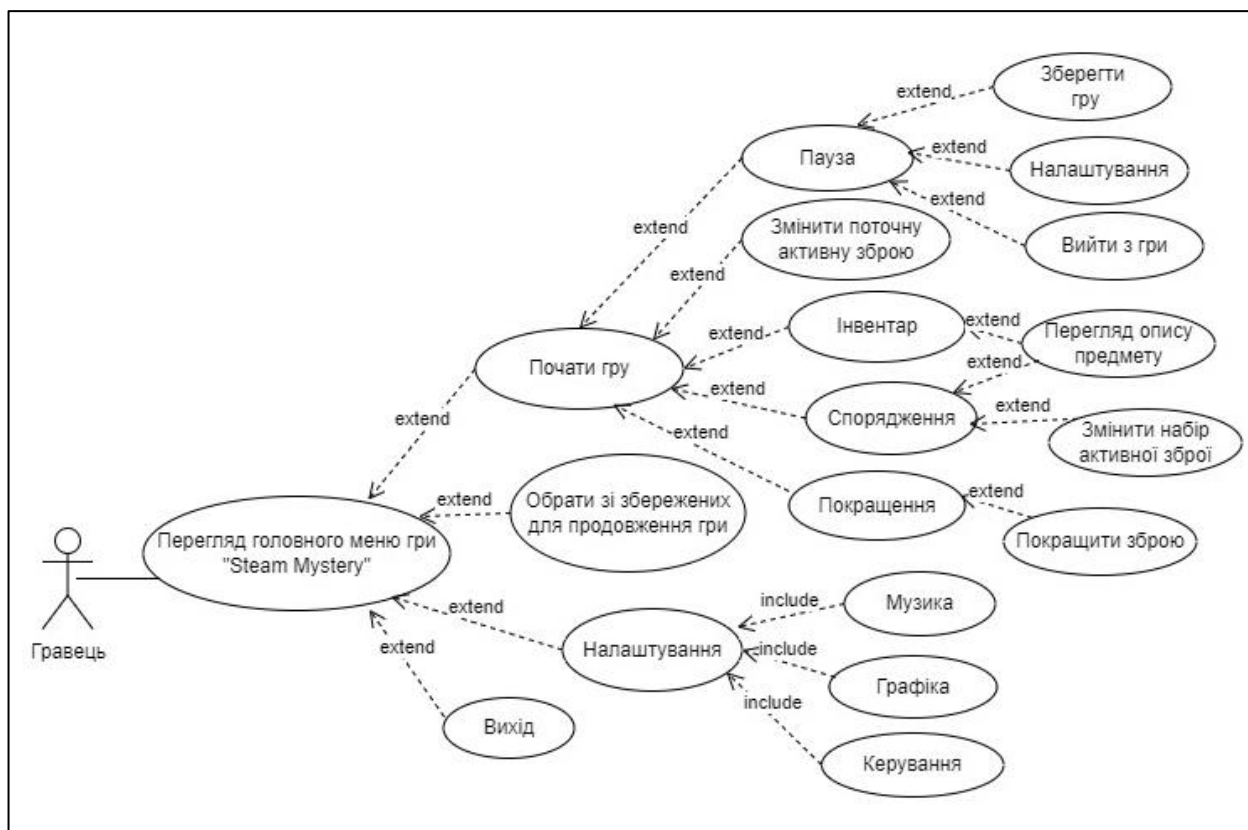 Зберегти
гру
extend
Пауза
extend
Налаштування
extend
Вийти з гри
extend
Змінити поточну
активну зброю
extend
Інвентар
extend
Перегляд опису
предмету
extend
Почати гру
extend
Спорядження
extend
extend
Змінити набір
активної зброї
extend
extend
Покращення
extend
Покращити зброю
extend
Обрати зі збережених
для продовження гри
Перегляд головного меню гри
"Steam Mystery"
Гравець
extend
Налаштування
include
Музика
include
Графіка
include
Керування
extend
Вихід